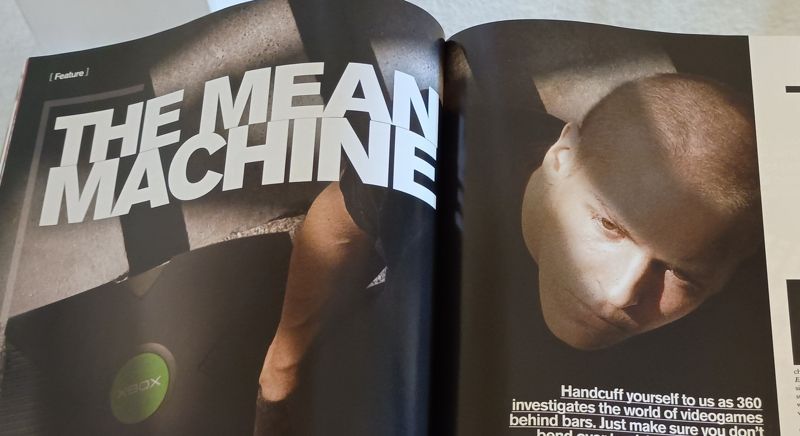 [ Feature ]
THE MEAN
MACHINE
XBOX
Handcuff yourself to us as 360
investigates the world of videogames
behind bars. Just make sure you don't